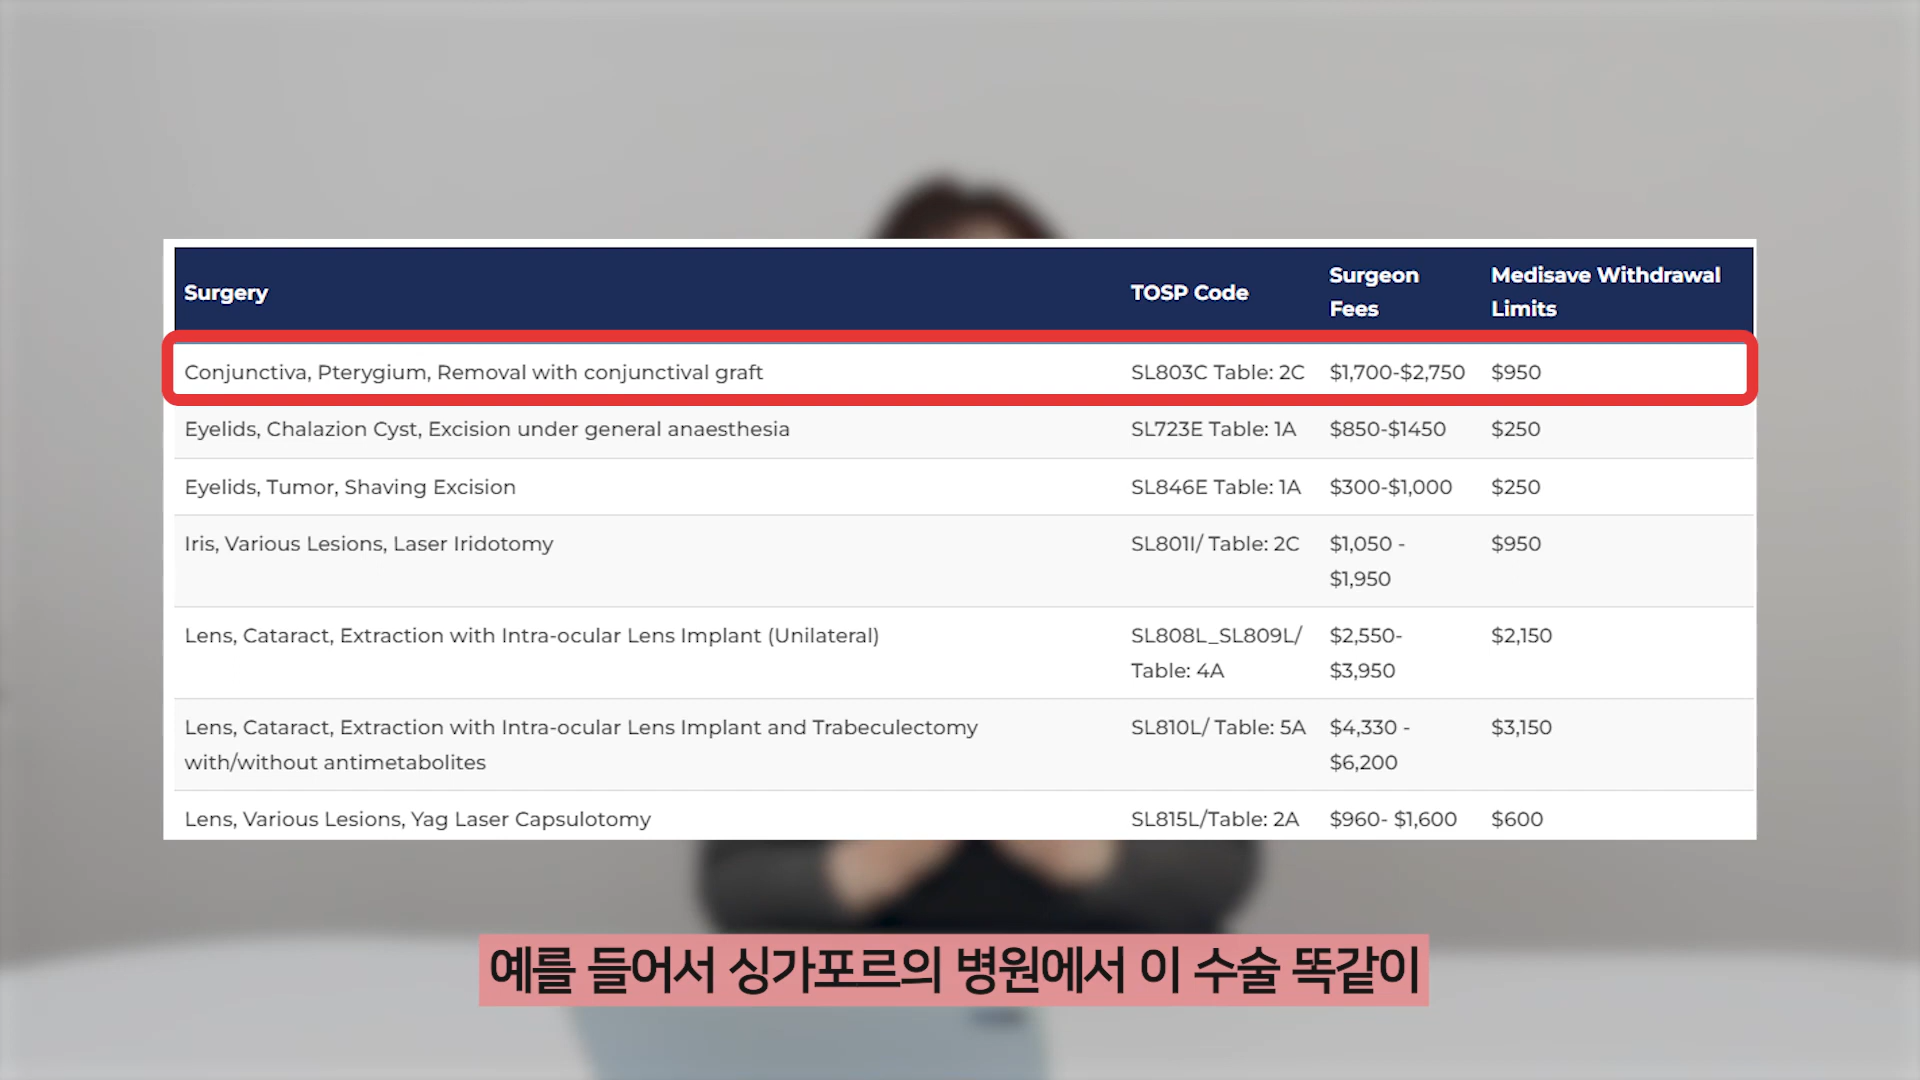 Surgery TOSP Code Surgeon Fees Medisave Withdrawal Limits
Conjunctiva, Pterygium, Removal with conjunctival graft SL803C Table: 2C $1,700-$2,750 $950
Eyelids, Chalazion Cyst, Excision under general anaesthesia SL723E Table: 1A $850-$1450 $250
Eyelids, Tumor, Shaving Excision SL846E Table: 1A $300-$1,000 $250
Iris, Various Lesions, Laser Iridotomy SL801I/ Table: 2C $1,050 - $1,950 $950
Lens, Cataract, Extraction with Intra-ocular Lens Implant (Unilateral) SL808L_SL809L/ Table: 4A $2,550- $3,950 $2,150
Lens, Cataract, Extraction with Intra-ocular Lens Implant and Trabeculectomy with/without antimetabolites SL810L/ Table: 5A $4,330 - $6,200 $3,150
Lens, Various Lesions, Yag Laser Capsulotomy SL815L/Table: 2A $960- $1,600 $600
예를 들어서 싱가포르의 병원에서 이 수술 똑같이